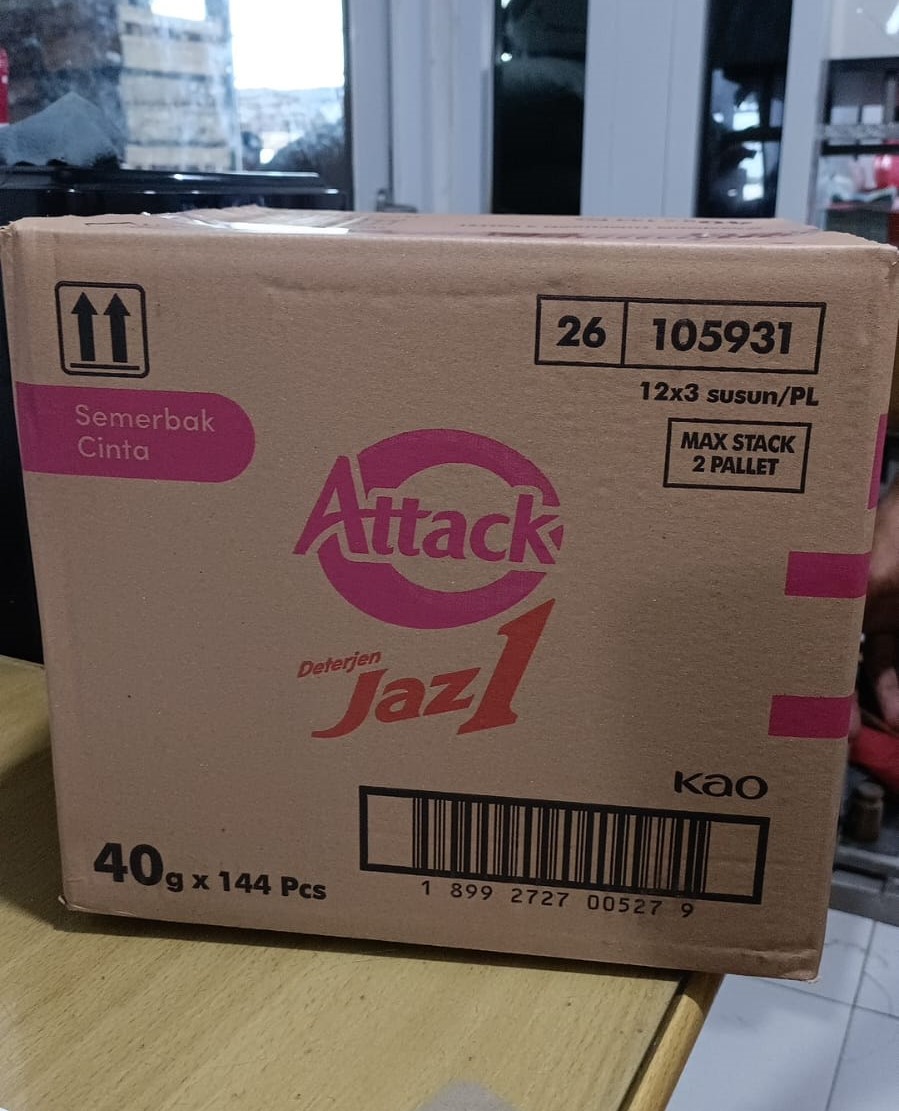 26 105931
12x3 susun/PL
MAX STACK
2 PALLET
Semerbak
Cinta
Attack
Deterjen
Jaz1
Kao
40g x 144 Pcs
1 899 2727 00527 9